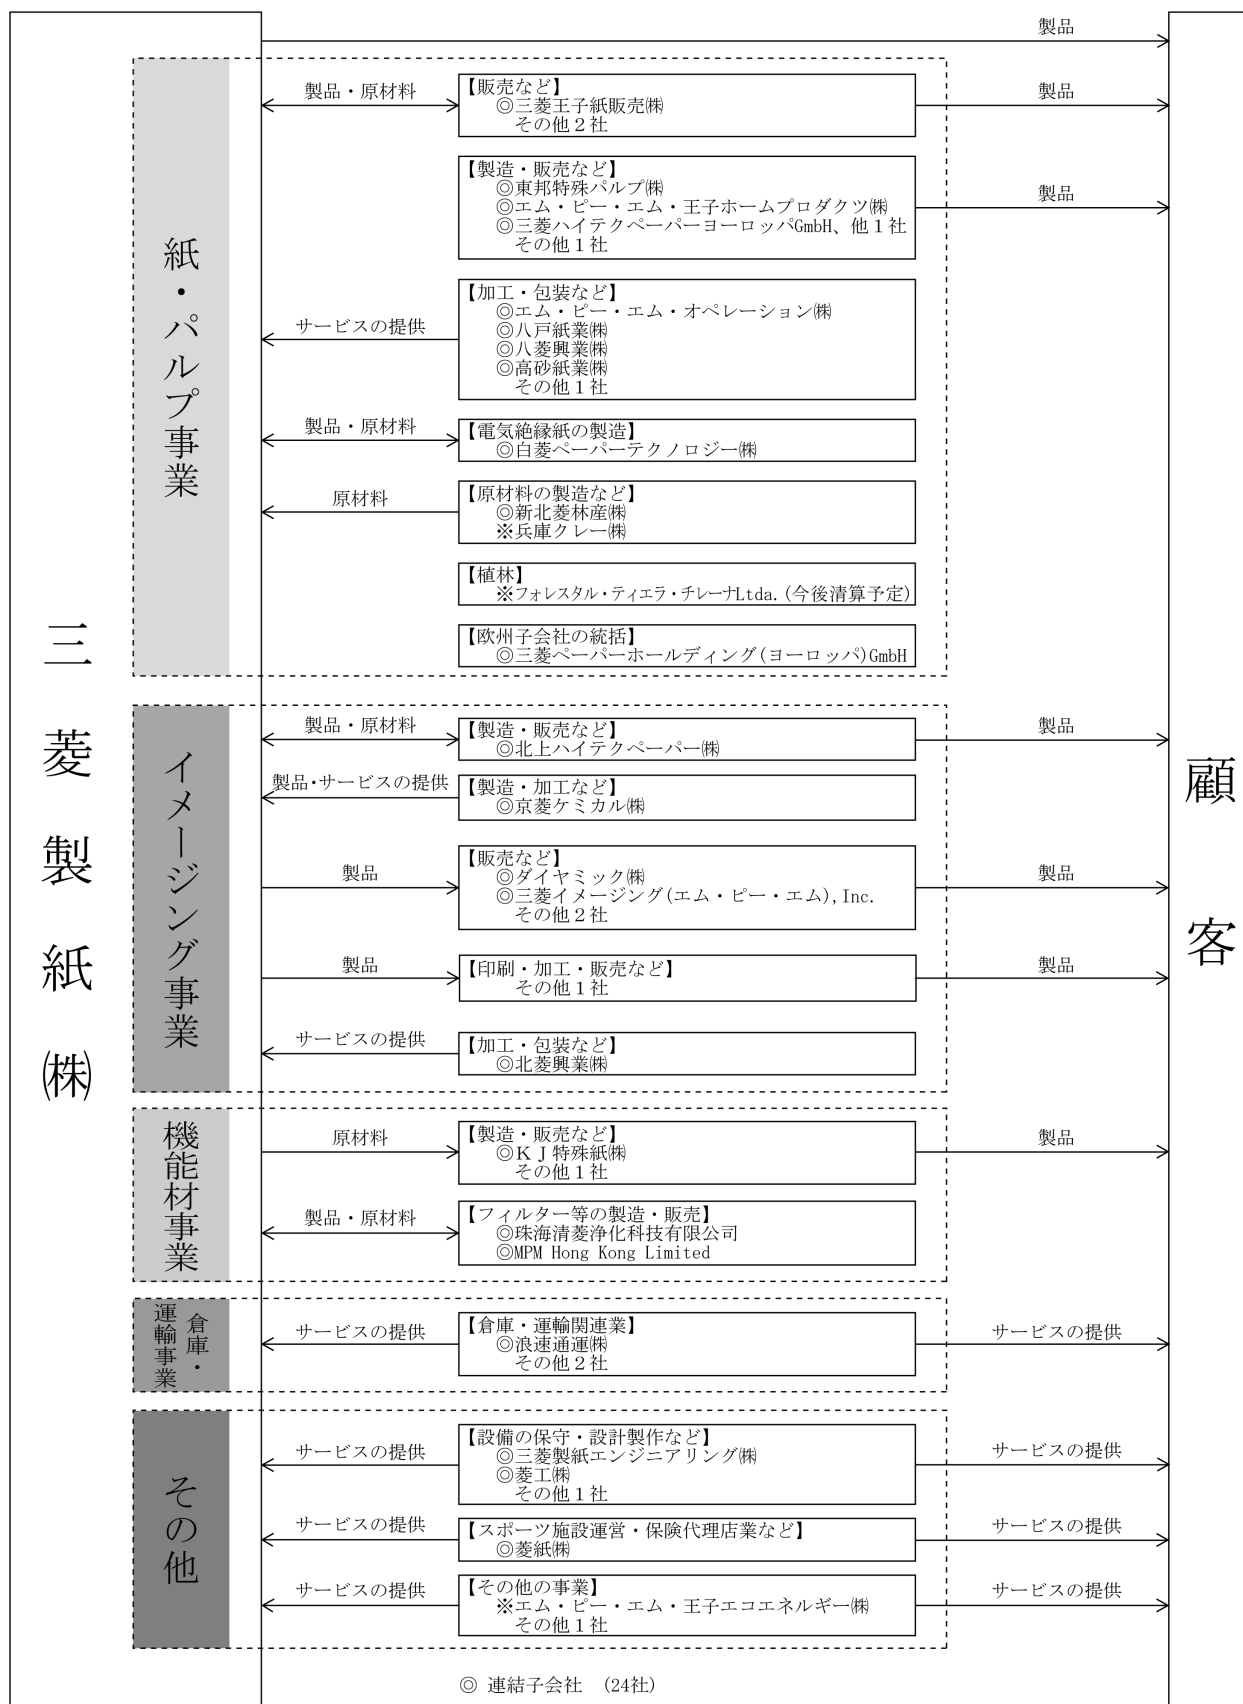 三菱製紙㈱
顧客
製品
紙・パルプ事業
製品・原材料
【販売など】
◎三菱王子紙販売㈱
その他２社
製品
【製造・販売など】
◎東邦特殊パルプ㈱
◎エム・ピー・エム・王子ホームプロダクツ㈱
◎三菱ハイテクペーパーヨーロッパGmbH、他１社
その他１社
製品
サービスの提供
【加工・包装など】
◎エム・ピー・エム・オペレーション㈱
◎八戸紙業㈱
◎八菱興業㈱
◎高砂紙業㈱
その他１社
製品・原材料
【電気絶縁紙の製造】
◎白菱ペーパーテクノロジー㈱
原材料
【原材料の製造など】
◎新北菱林産㈱
※兵庫クレー㈱
【植林】
※フォレスタル・ティエラ・チレーナLtda.(今後清算予定)
【欧州子会社の統括】
◎三菱ペーパーホールディング(ヨーロッパ)GmbH
イメージング事業
製品・原材料
【製造・販売など】
◎北上ハイテクペーパー㈱
製品
製品・サービスの提供
【製造・加工など】
◎京菱ケミカル㈱
製品
【販売など】
◎ダイヤミック㈱
◎三菱イメージング(エム・ピー・エム),Inc.
その他２社
製品
製品
【印刷・加工・販売など】
その他１社
製品
サービスの提供
【加工・包装など】
◎北菱興業㈱
機能材事業
原材料
【製造・販売など】
◎ＫＪ特殊紙㈱
その他１社
製品
製品・原材料
【フィルター等の製造・販売】
◎珠海清菱浄化科技有限公司
◎MPM Hong Kong Limited
倉庫・
運輸事業
サービスの提供
【倉庫・運輸関連業】
◎浪速通運㈱
その他２社
サービスの提供
その他
サービスの提供
【設備の保守・設計製作など】
◎三菱製紙エンジニアリング㈱
◎菱工㈱
その他１社
サービスの提供
サービスの提供
【スポーツ施設運営・保険代理店業など】
◎菱紙㈱
サービスの提供
サービスの提供
【その他の事業】
※エム・ピー・エム・王子エコエネルギー㈱
その他１社
サービスの提供
◎ 連結子会社 (24社)